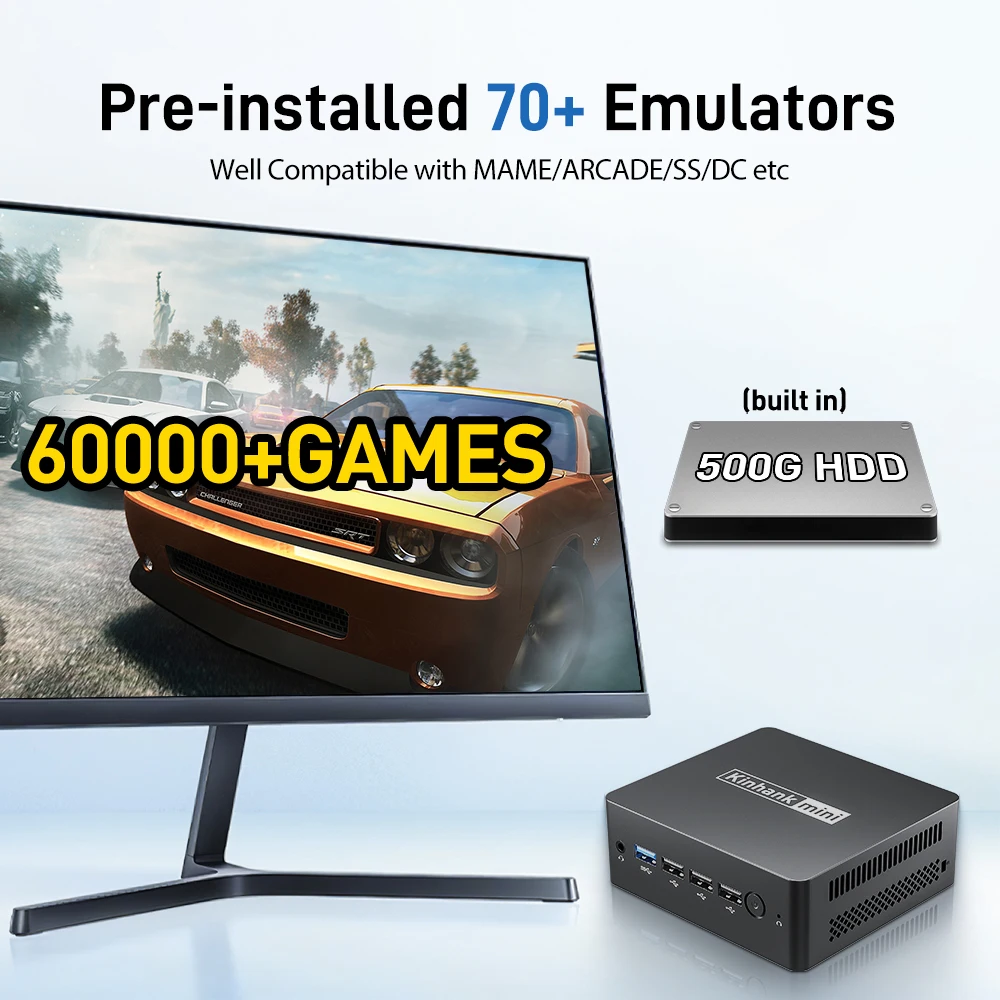 Pre-installed 70+ Emulators
Well Compatible with MAME/ARCADE/SS/DC etc
60000+GAMES
CHALLENGER
SRT
(built in)
500G HDD
Kinhank mini